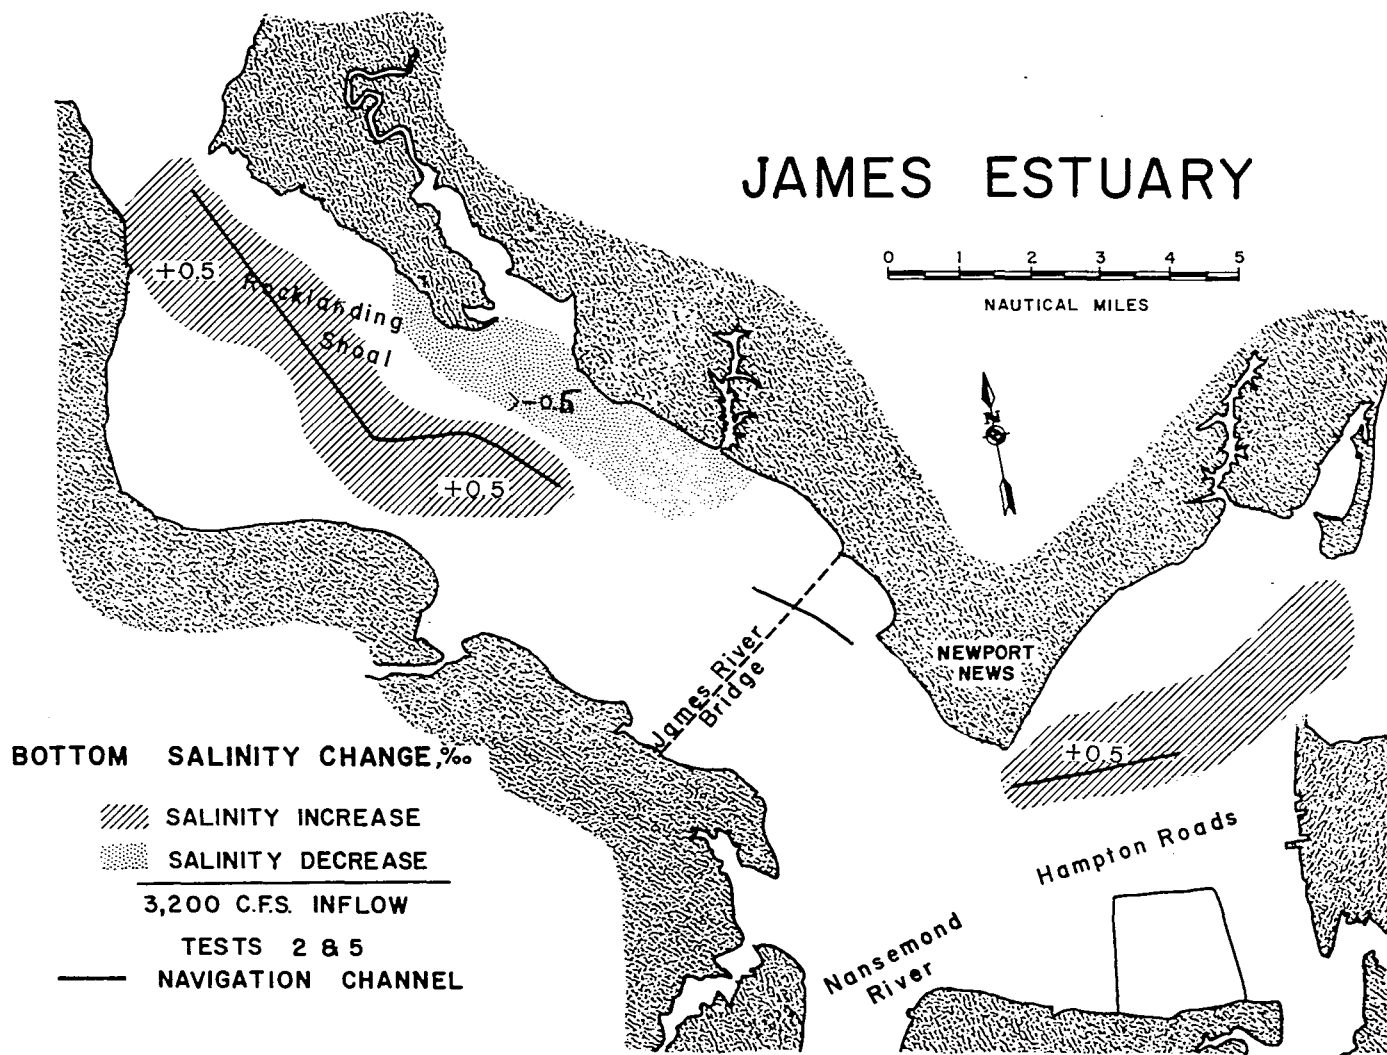 JAMES ESTUARY
0 1 2 3 4 5
NAUTICAL MILES
N
+0.5
Rocklanding
Shoal
>-0.5
+0.5
James River
Bridge
NEWPORT
NEWS
+0.5
Hampton Roads
Nansemond
River
BOTTOM SALINITY CHANGE,‰
SALINITY INCREASE
SALINITY DECREASE
3,200 C.F.S. INFLOW
TESTS 2 & 5
NAVIGATION CHANNEL